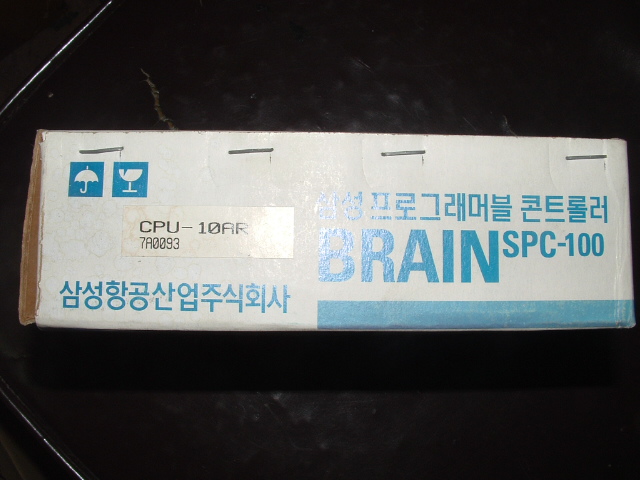 CPU-10AR
7A0093
삼성항공산업주식회사
삼성 프로그래머블 콘트롤러
BRAIN SPC-100